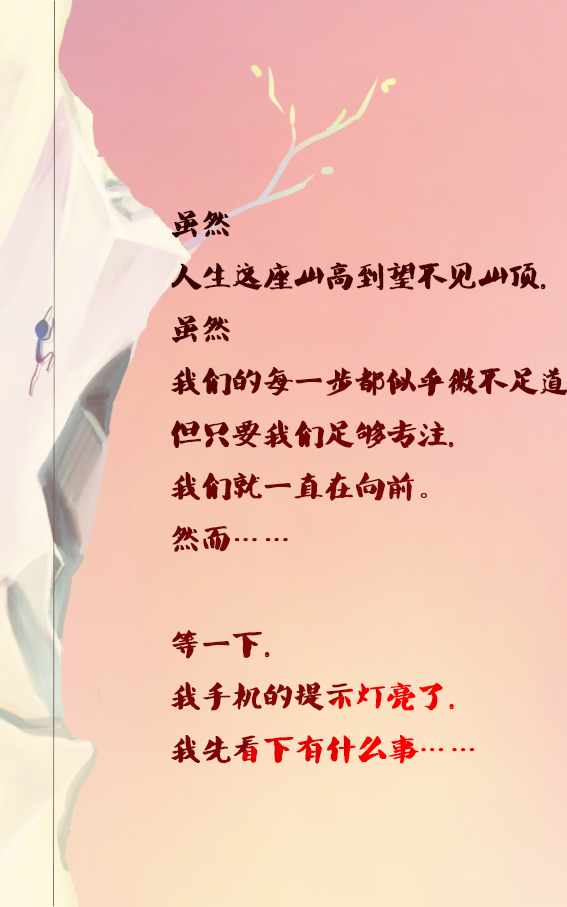 虽然
人生这座山高到望不见山顶，
虽然
我们的每一步都似乎微不足道
但只要我们足够专注，
我们就一直在向前。
然而……
等一下，
我手机的提示灯亮了，
我先看下有什么事……